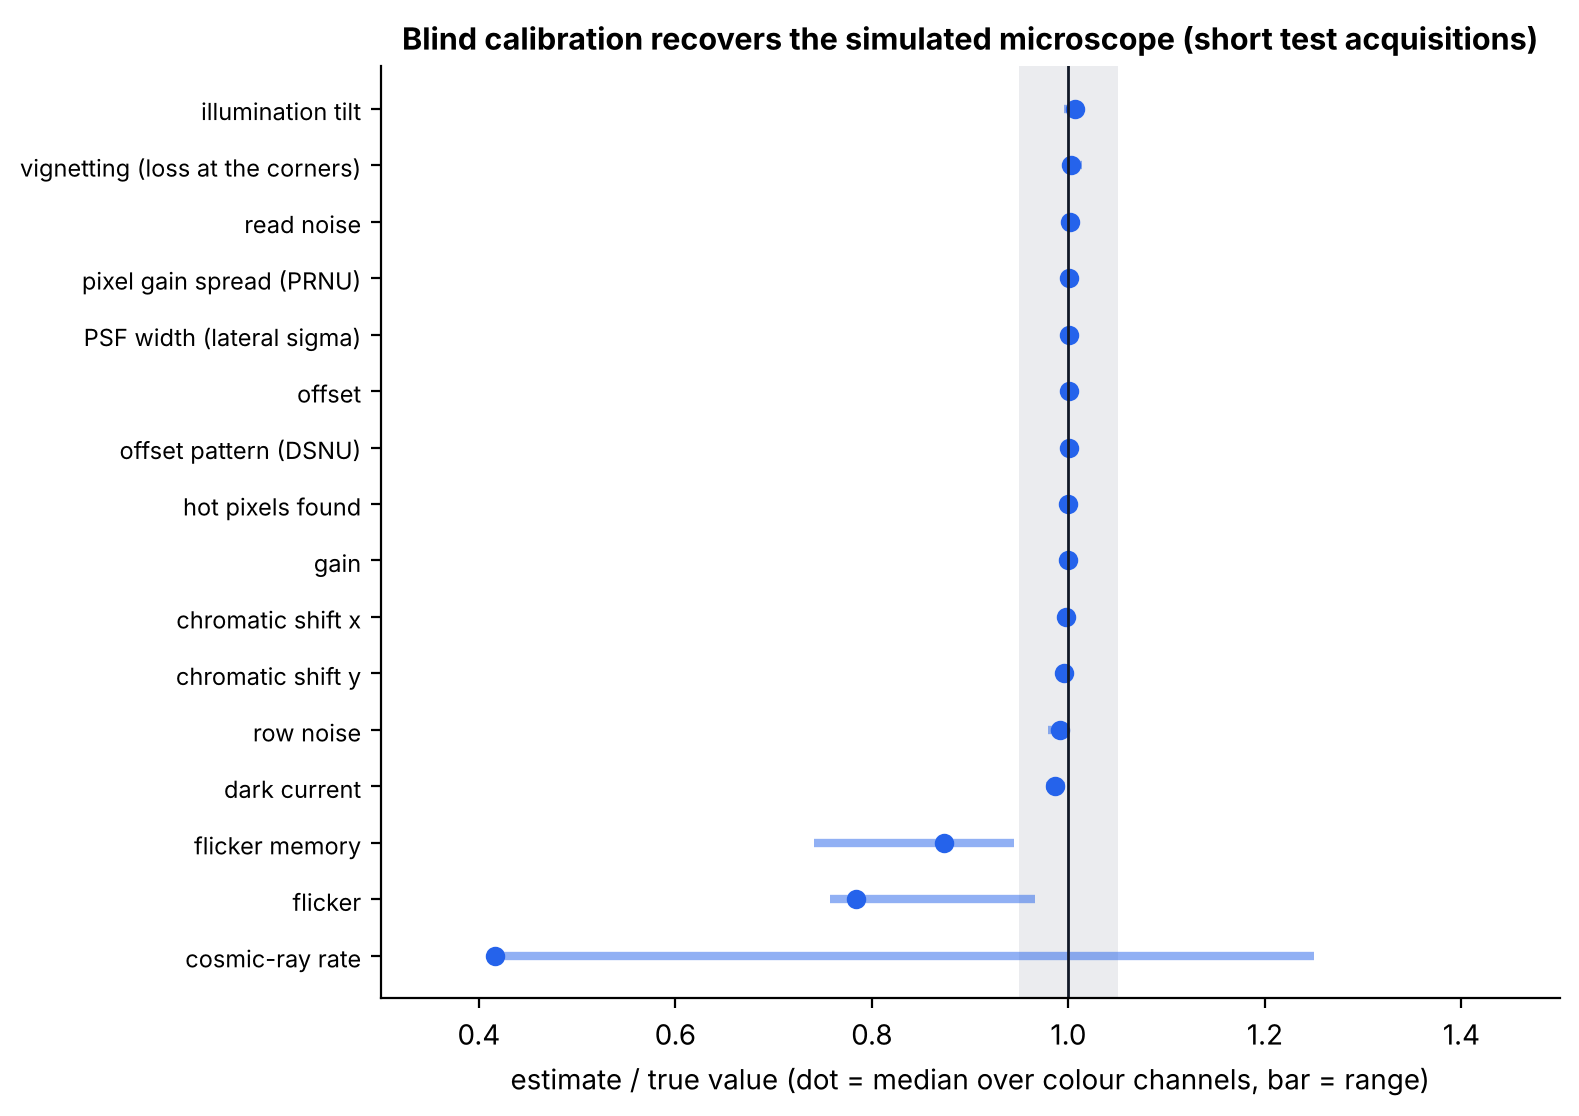 Blind calibration recovers the simulated microscope (short test acquisitions)
illumination tilt
vignetting (loss at the corners)
read noise
pixel gain spread (PRNU)
PSF width (lateral sigma)
offset
offset pattern (DSNU)
hot pixels found
gain
chromatic shift x
chromatic shift y
row noise
dark current
flicker memory
flicker
cosmic-ray rate
0.4 0.6 0.8 1.0 1.2 1.4
estimate / true value (dot = median over colour channels, bar = range)